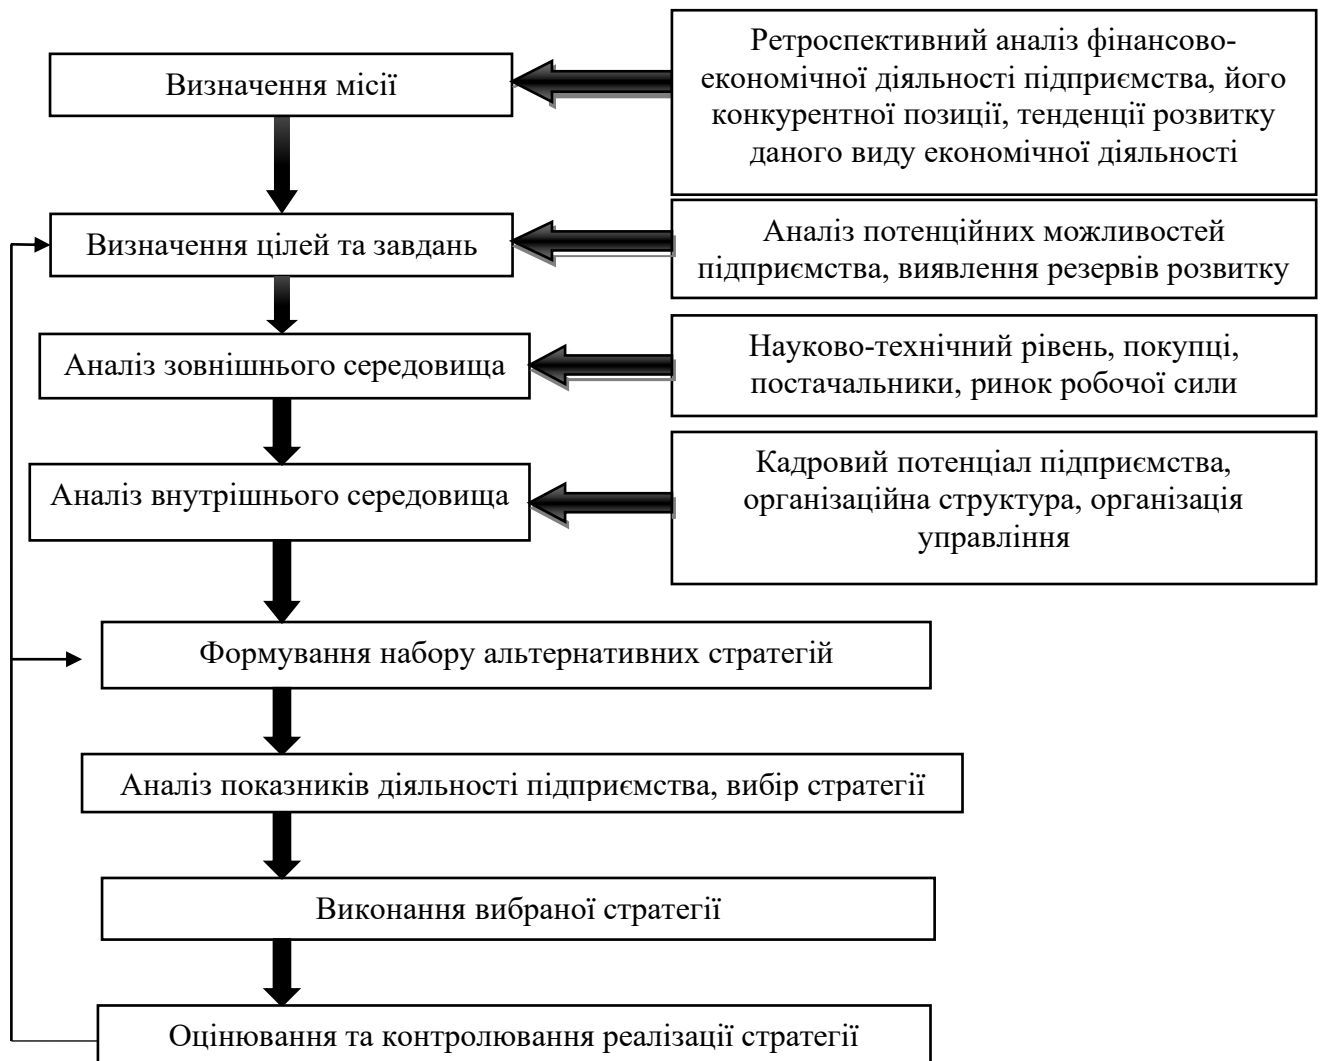 Визначення місії
Ретроспективний аналіз фінансово-
економічної діяльності підприємства, його
конкурентної позиції, тенденції розвитку
даного виду економічної діяльності
Визначення цілей та завдань
Аналіз потенційних можливостей
підприємства, виявлення резервів розвитку
Аналіз зовнішнього середовища
Науково-технічний рівень, покупці,
постачальники, ринок робочої сили
Аналіз внутрішнього середовища
Кадровий потенціал підприємства,
організаційна структура, організація
управління
Формування набору альтернативних стратегій
Аналіз показників діяльності підприємства, вибір стратегії
Виконання вибраної стратегії
Оцінювання та контролювання реалізації стратегії